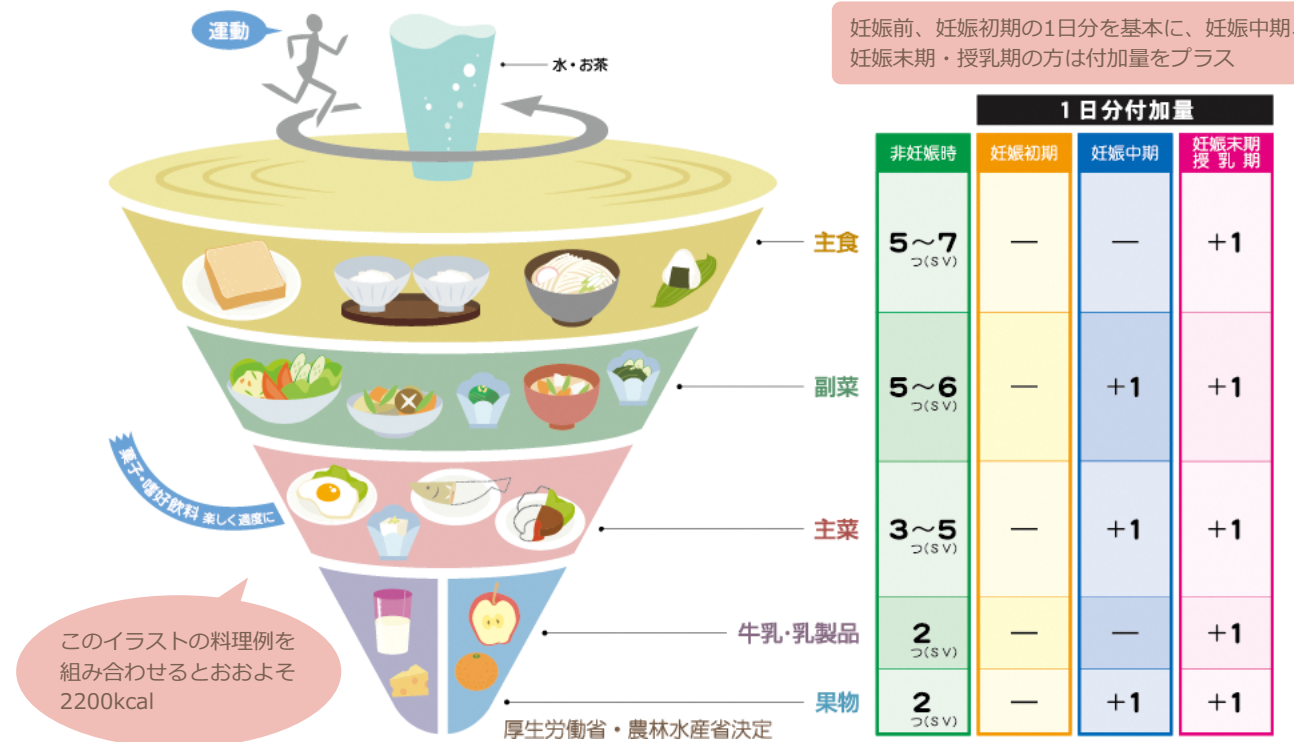 運動
水・お茶
妊娠前、妊娠初期の1日分を基本に、妊娠中期、
妊娠末期・授乳期の方は付加量をプラス
1日分付加量
非妊娠時
妊娠初期
妊娠中期
妊娠末期
授乳期
主食
5～7
つ(SV)
—
—
+1
副菜
5～6
つ(SV)
—
+1
+1
主菜
3～5
つ(SV)
—
+1
+1
牛乳・乳製品
2
つ(SV)
—
—
+1
果物
2
つ(SV)
—
+1
+1
菓子・嗜好飲料 楽しく適度に
このイラストの料理例を
組み合わせるとおおよそ
2200kcal
厚生労働省・農林水産省決定